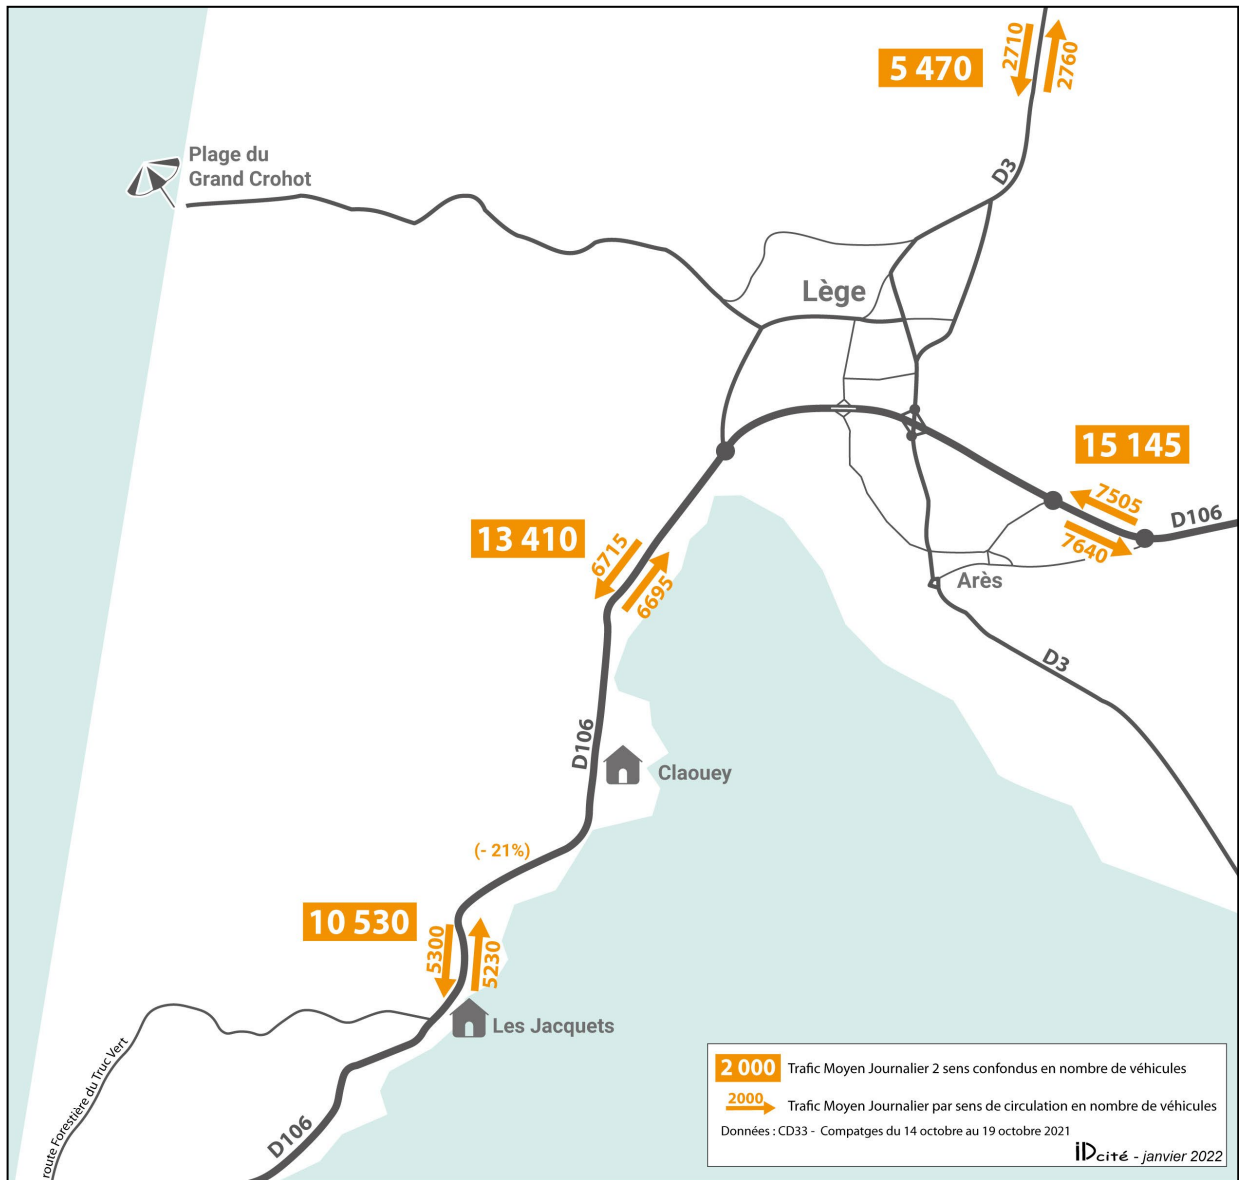 5 470
2710
2760
Plage du
Grand Crohot
D3
Lège
15 145
7505
7640
D106
13 410
6715
6695
Arès
D3
D106
Claouey
(- 21%)
10 530
5300
5230
Les Jacquets
route Forestière du Truc Vert
D106
2 000 Trafic Moyen Journalier 2 sens confondus en nombre de véhicules
2000 Trafic Moyen Journalier par sens de circulation en nombre de véhicules
Données : CD33 - Compatges du 14 octobre au 19 octobre 2021
iDcité - janvier 2022